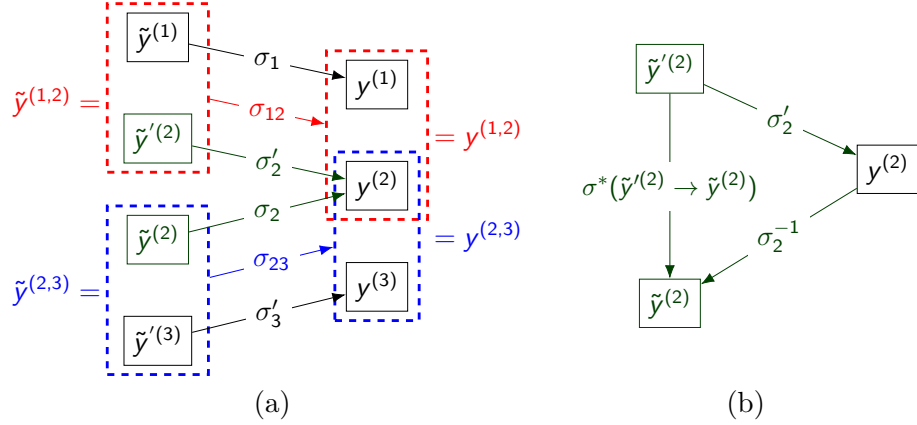 ỹ^(1)
σ_1
y^(1)
ỹ^(1,2) =
σ_12
= y^(1,2)
ỹ'^(2)
σ'_2
y^(2)
ỹ^(2)
σ_2
ỹ^(2,3) =
σ_23
= y^(2,3)
ỹ'^(3)
σ'_3
y^(3)
(a)
ỹ'^(2)
σ'_2
y^(2)
σ*(ỹ'^(2) → ỹ^(2))
σ_2^{-1}
ỹ^(2)
(b)